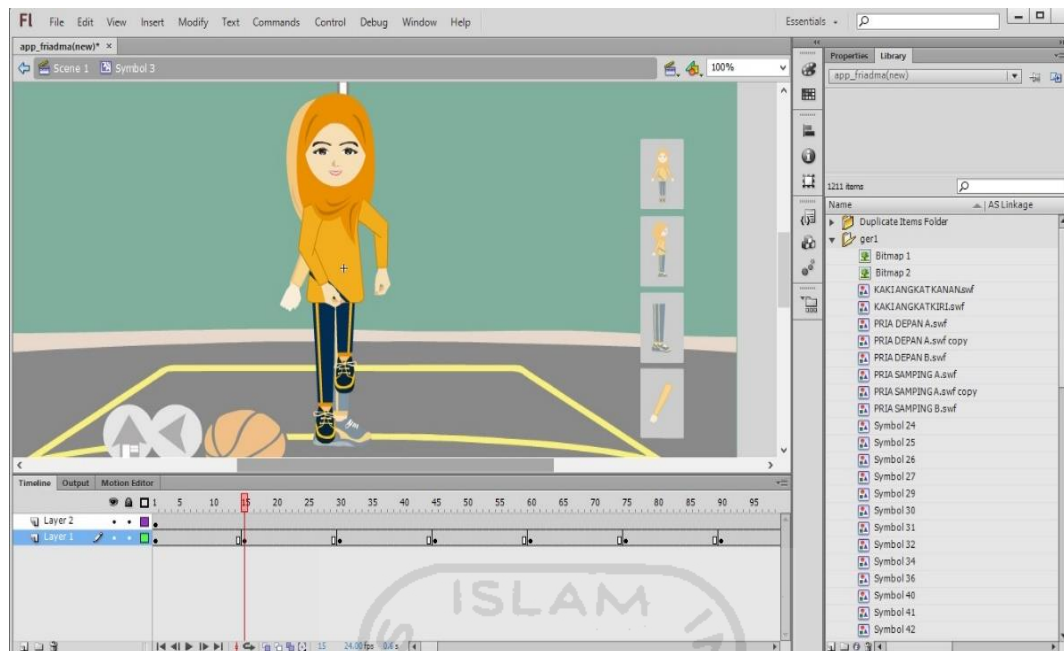 Fl File Edit View Insert Modify Text Commands Control Debug Window Help Essentials
app_friadma(new)* ×
Scene 1 Symbol 3 100%
Properties Library
app_friadma(new)
1211 items
Name AS Linkage
Duplicate Items Folder
ger1
Bitmap 1
Bitmap 2
KAKI ANGKAT KANAN.swf
KAKI ANGKAT KIRI.swf
PRIA DEPAN A.swf
PRIA DEPAN A.swf copy
PRIA DEPAN B.swf
PRIA SAMPING A.swf
PRIA SAMPING A.swf copy
PRIA SAMPING B.swf
Symbol 24
Symbol 25
Symbol 26
Symbol 27
Symbol 29
Symbol 30
Symbol 31
Symbol 32
Symbol 34
Symbol 36
Symbol 40
Symbol 41
Symbol 42
Timeline Output Motion Editor
1 5 10 15 20 25 30 35 40 45 50 55 60 65 70 75 80 85 90 95
Layer 2
Layer 1
15 24.00 fps 0.6 s
ISLAM